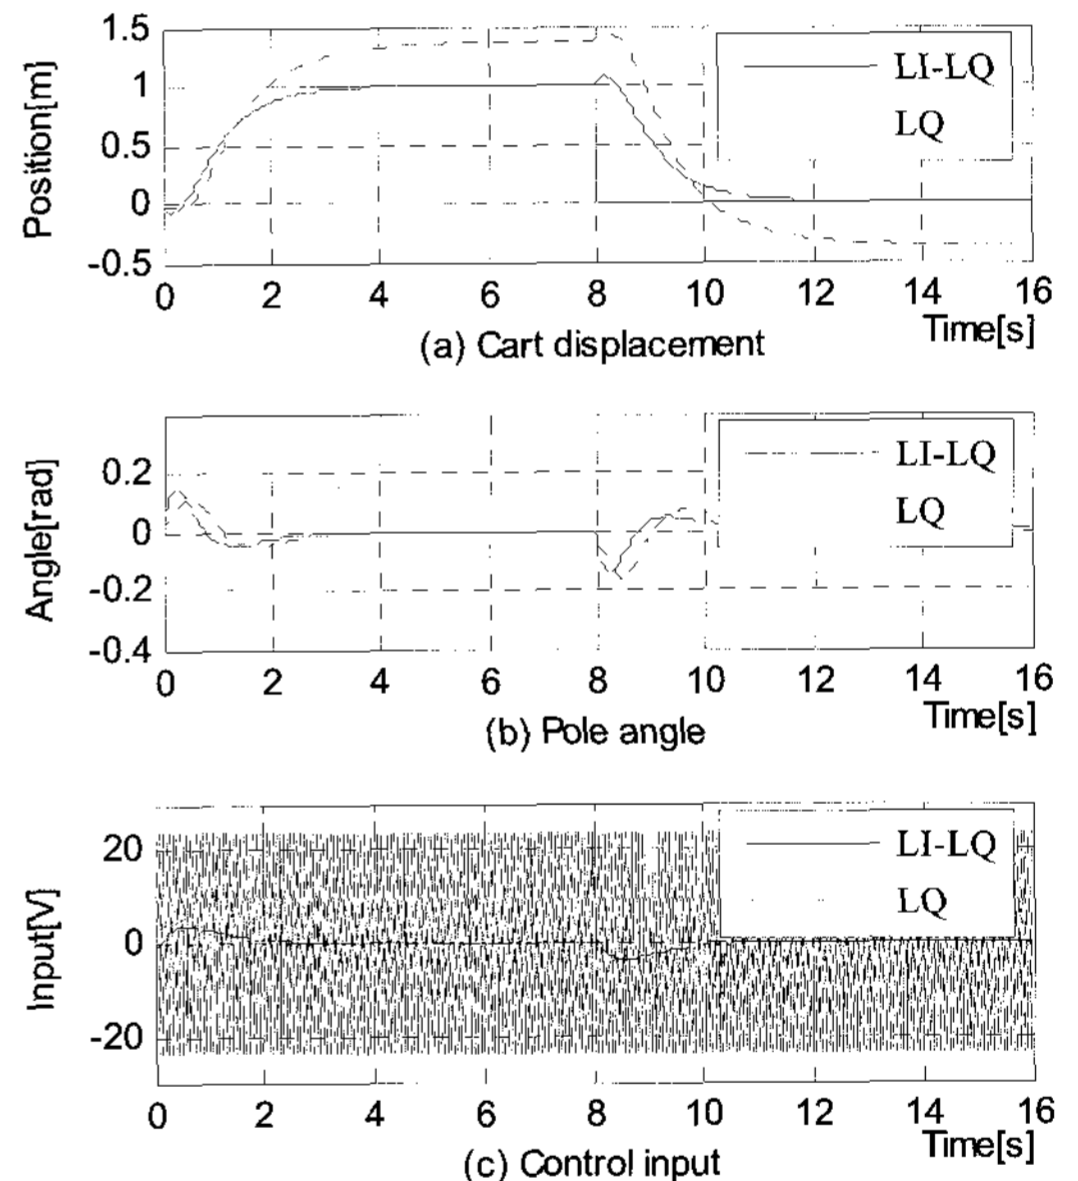 1.5
1
0.5
0
-0.5
Position[m]
LI-LQ
LQ
0 2 4 6 8 10 12 14 16
Time[s]
(a) Cart displacement
0.2
0
-0.2
-0.4
Angle[rad]
LI-LQ
LQ
0 2 4 6 8 10 12 14 16
Time[s]
(b) Pole angle
20
0
-20
Input[V]
LI-LQ
LQ
0 2 4 6 8 10 12 14 16
Time[s]
(c) Control input